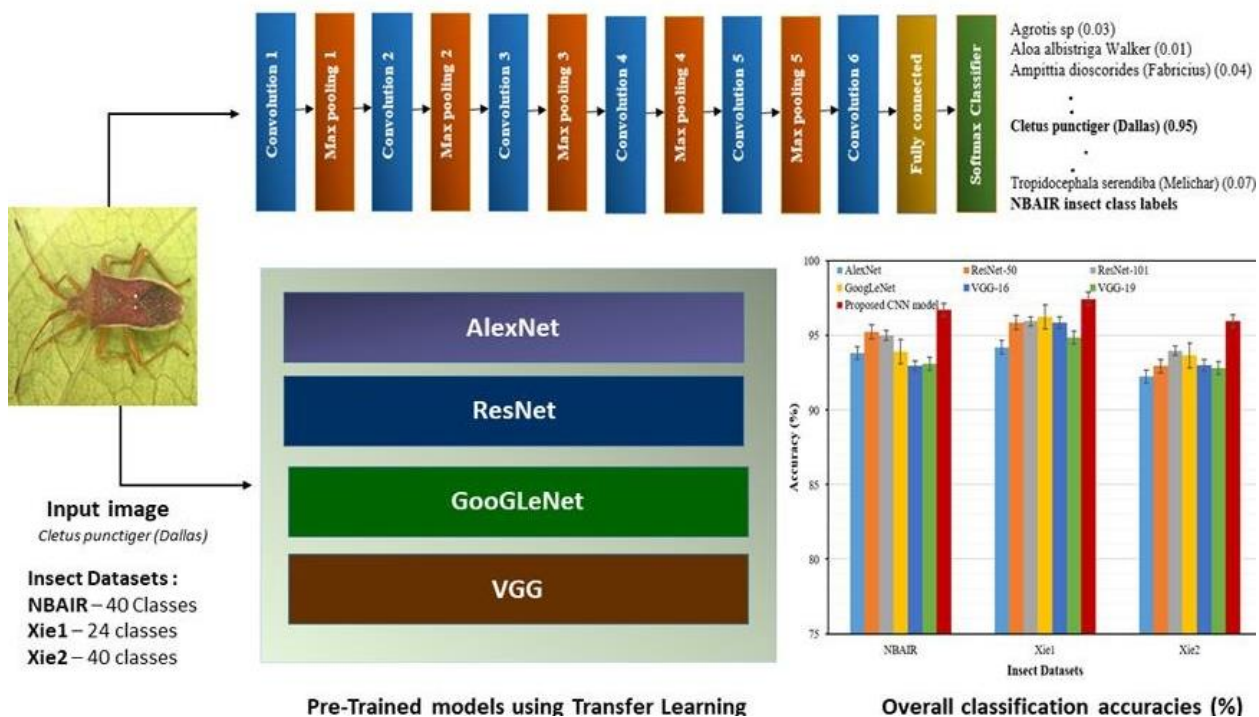 Convolution 1
Max pooling 1
Convolution 2
Max pooling 2
Convolution 3
Max pooling 3
Convolution 4
Max pooling 4
Convolution 5
Max pooling 5
Convolution 6
Fully connected
Softmax Classifier
Agrotis sp (0.03)
Aloa albistriga Walker (0.01)
Ampittia dioscorides (Fabricius) (0.04)
Cletus punctiger (Dallas) (0.95)
Tropidocephala serendiba (Melichar) (0.07)
NBAIR insect class labels
Input image
Cletus punctiger (Dallas)
Insect Datasets :
NBAIR – 40 Classes
Xie1 – 24 classes
Xie2 – 40 classes
AlexNet
ResNet
GooGLeNet
VGG
Pre-Trained models using Transfer Learning
100
95
90
85
80
75
Accuracy (%)
AlexNet
ResNet-50
ResNet-101
GoogLeNet
VGG-16
VGG-19
Proposed CNN model
NBAIR
Xie1
Xie2
Insect Datasets
Overall classification accuracies (%)